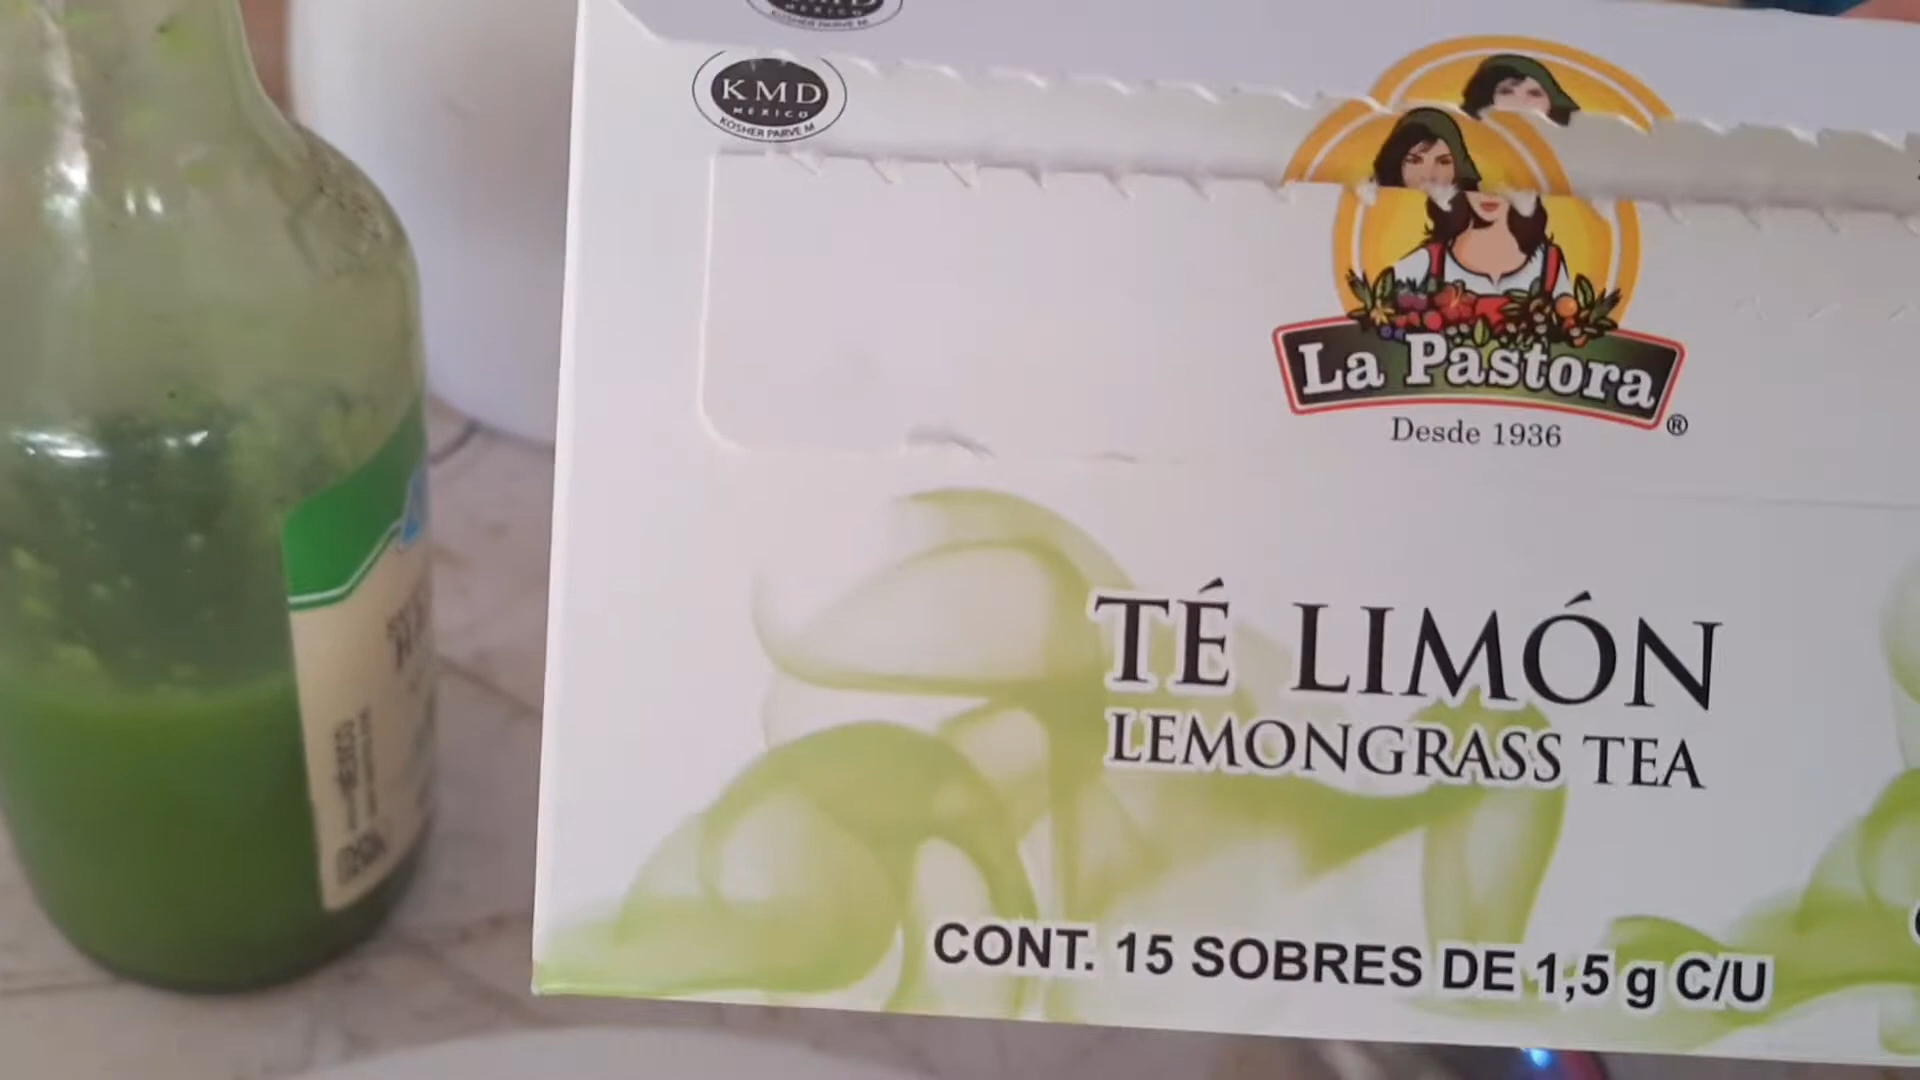 KMD
MÉXICO
KOSHER PARVE M
La Pastora®
Desde 1936
TÉ LIMÓN
LEMONGRASS TEA
CONT. 15 SOBRES DE 1,5 g C/U